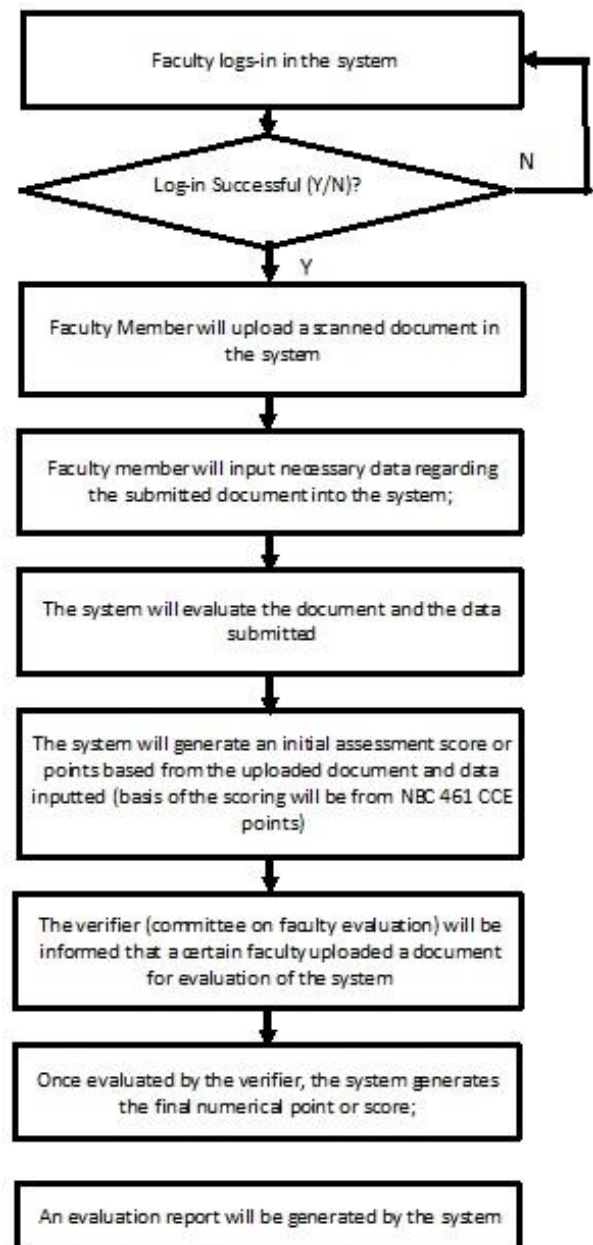 Faculty logs-in in the system
Log-in Successful (Y/N)?
N
Y
Faculty Member will upload a scanned document in
the system
Faculty member will input necessary data regarding
the submitted document into the system;
The system will evaluate the document and the data
submitted
The system will generate an initial assessment score or
points based from the uploaded document and data
inputted (basis of the scoring will be from NBC 461 CCE
points)
The verifier (committee on faculty evaluation) will be
informed that a certain faculty uploaded a document
for evaluation of the system
Once evaluated by the verifier, the system generates
the final numerical point or score;
An evaluation report will be generated by the system